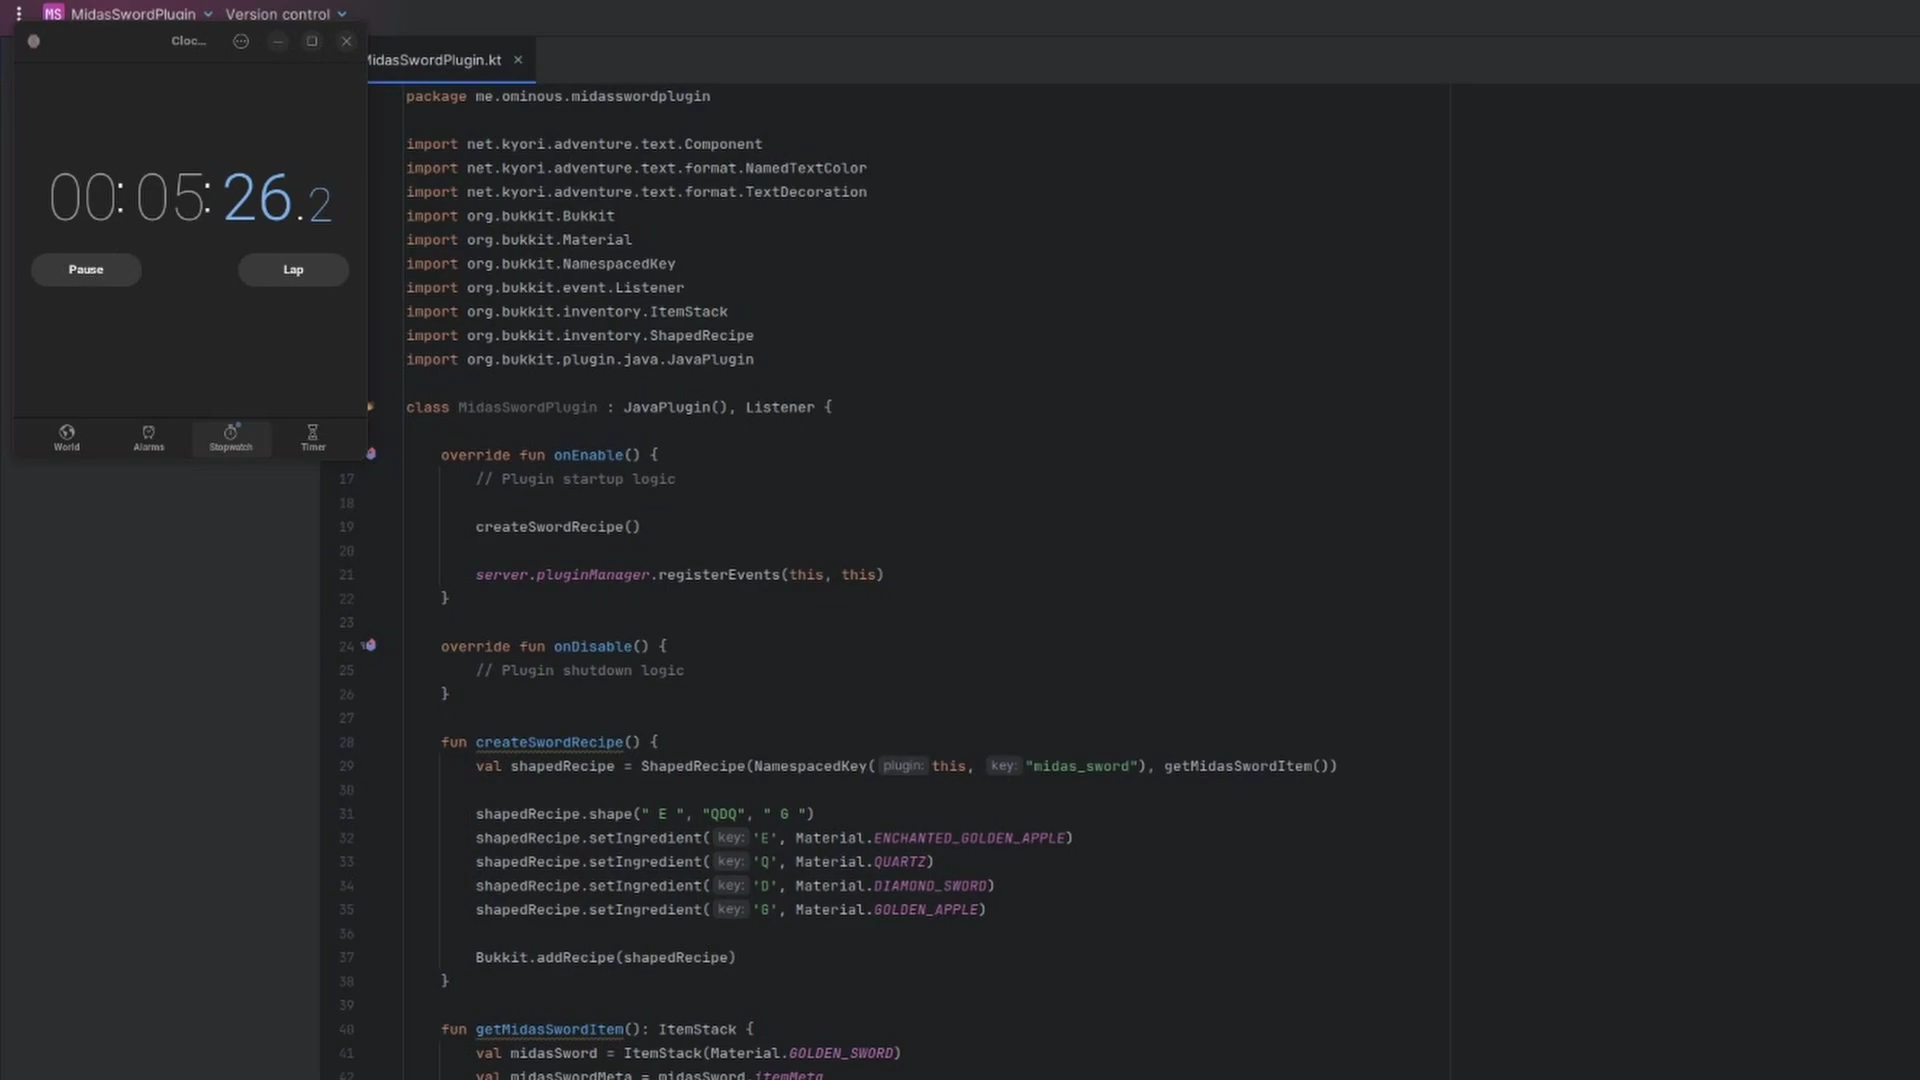 MS MidasSwordPlugin Version control
Cloc...
00:05:26.2
Pause Lap
World Alarms Stopwatch Timer
MidasSwordPlugin.kt
package me.ominous.midasswordplugin
import net.kyori.adventure.text.Component
import net.kyori.adventure.text.format.NamedTextColor
import net.kyori.adventure.text.format.TextDecoration
import org.bukkit.Bukkit
import org.bukkit.Material
import org.bukkit.NamespacedKey
import org.bukkit.event.Listener
import org.bukkit.inventory.ItemStack
import org.bukkit.inventory.ShapedRecipe
import org.bukkit.plugin.java.JavaPlugin
class MidasSwordPlugin : JavaPlugin(), Listener {
override fun onEnable() {
17 // Plugin startup logic
18
19 createSwordRecipe()
20
21 server.pluginManager.registerEvents(this, this)
22 }
23
24 override fun onDisable() {
25 // Plugin shutdown logic
26 }
27
28 fun createSwordRecipe() {
29 val shapedRecipe = ShapedRecipe(NamespacedKey( plugin: this, key: "midas_sword"), getMidasSwordItem())
30
31 shapedRecipe.shape(" E ", "QDQ", " G ")
32 shapedRecipe.setIngredient( key: 'E', Material.ENCHANTED_GOLDEN_APPLE)
33 shapedRecipe.setIngredient( key: 'Q', Material.QUARTZ)
34 shapedRecipe.setIngredient( key: 'D', Material.DIAMOND_SWORD)
35 shapedRecipe.setIngredient( key: 'G', Material.GOLDEN_APPLE)
36
37 Bukkit.addRecipe(shapedRecipe)
38 }
39
40 fun getMidasSwordItem(): ItemStack {
41 val midasSword = ItemStack(Material.GOLDEN_SWORD)
42 val midasSwordMeta = midasSword.itemMeta